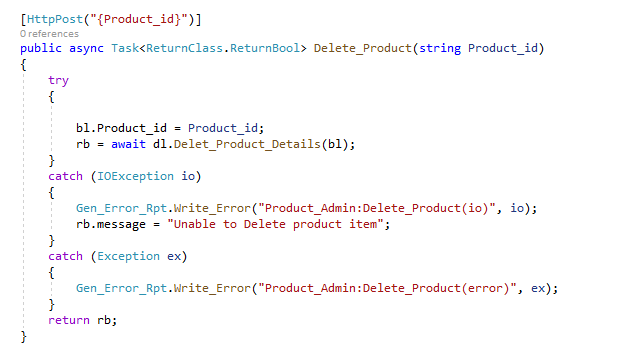 [HttpPost("{Product_id}")]
0 references
public async Task<ReturnClass.ReturnBool> Delete_Product(string Product_id)
{
try
{
bl.Product_id = Product_id;
rb = await dl.Delet_Product_Details(bl);
}
catch (IOException io)
{
Gen_Error_Rpt.Write_Error("Product_Admin:Delete_Product(io)", io);
rb.message = "Unable to Delete product item";
}
catch (Exception ex)
{
Gen_Error_Rpt.Write_Error("Product_Admin:Delete_Product(error)", ex);
}
return rb;
}